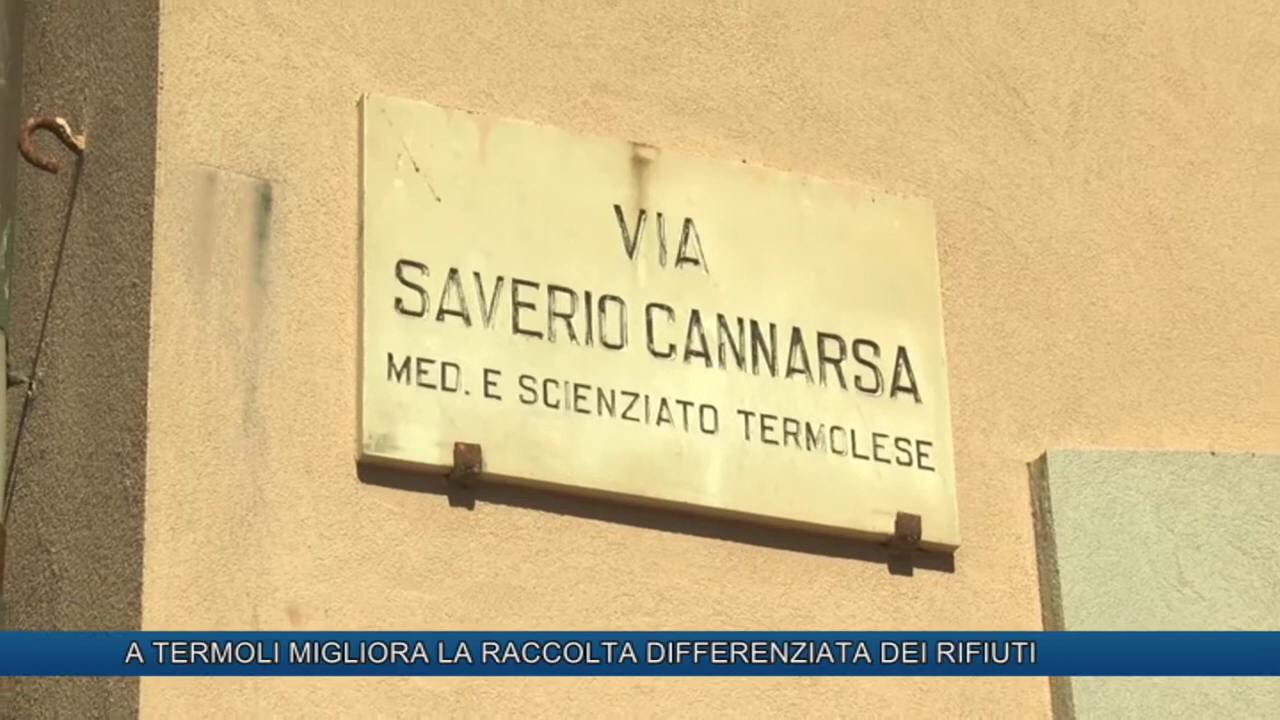 VIA
SAVERIO CANNARSA
MED. E SCIENZIATO TERMOLESE
A TERMOLI MIGLIORA LA RACCOLTA DIFFERENZIATA DEI RIFIUTI